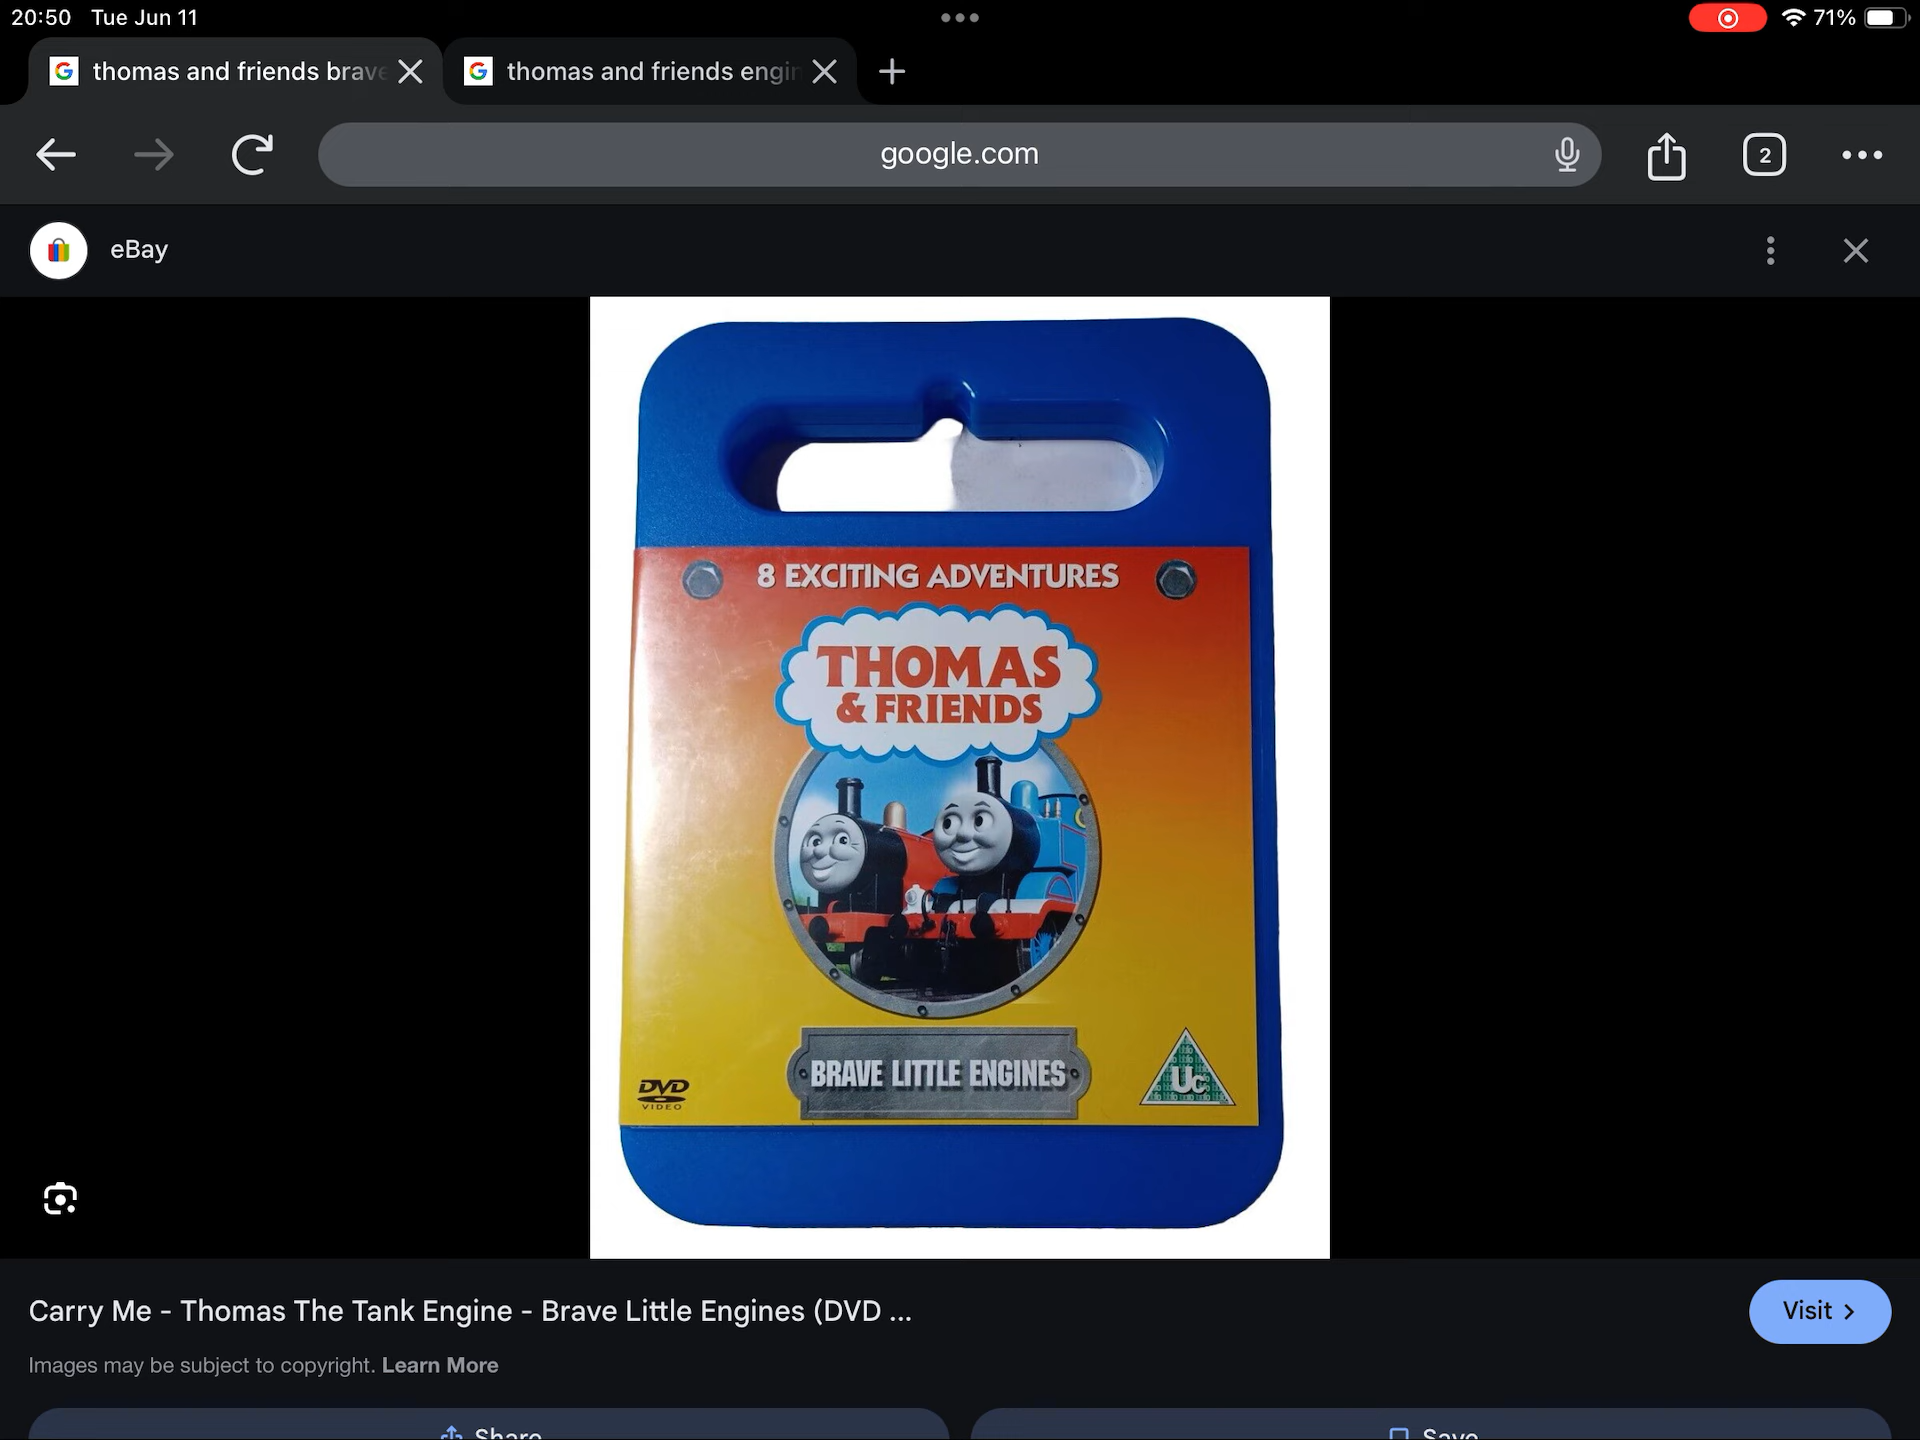 20:50 Tue Jun 11
71%
thomas and friends brave
thomas and friends engin
google.com
2
eBay
8 EXCITING ADVENTURES
THOMAS
& FRIENDS
BRAVE LITTLE ENGINES
DVD
VIDEO
Uc
Carry Me - Thomas The Tank Engine - Brave Little Engines (DVD ...
Visit
Images may be subject to copyright. Learn More
Share
Save